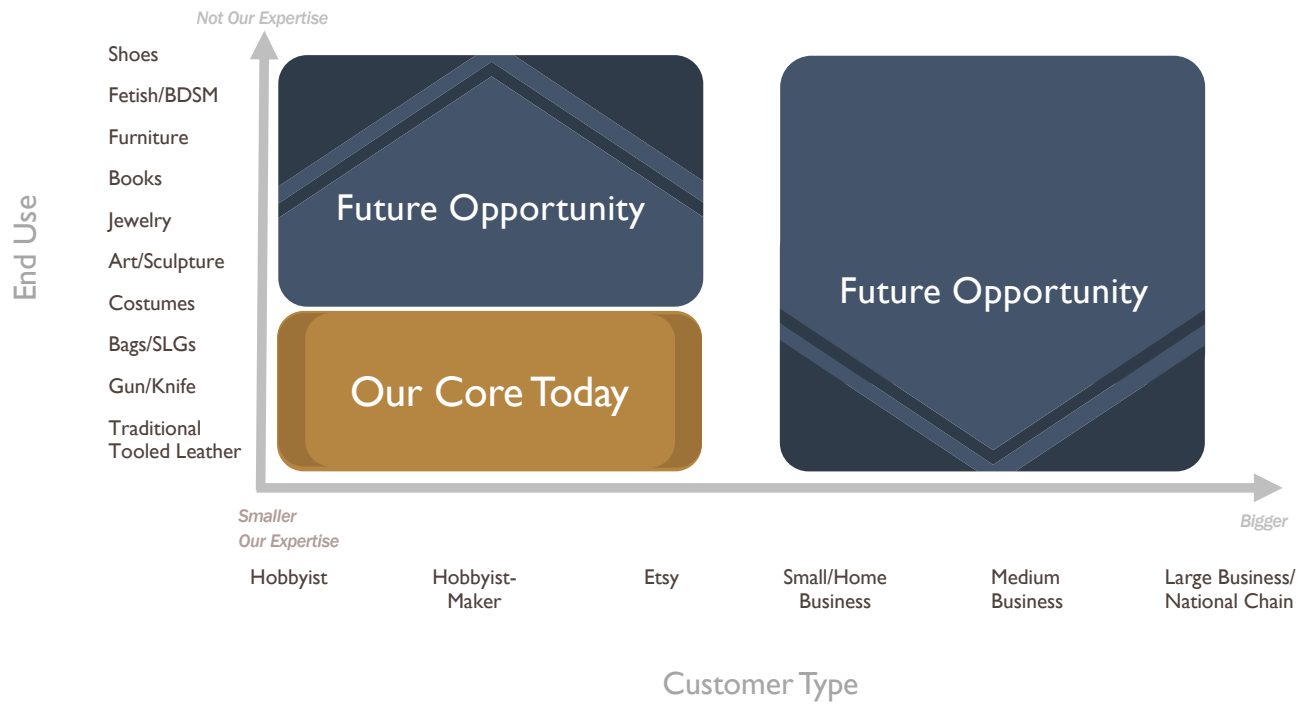 Not Our Expertise
Shoes
Fetish/BDSM
Furniture
Books
Jewelry
Art/Sculpture
Costumes
Bags/SLGs
Gun/Knife
Traditional
Tooled Leather
End Use
Future Opportunity
Our Core Today
Future Opportunity
Smaller
Our Expertise
Bigger
Hobbyist
Hobbyist-
Maker
Etsy
Small/Home
Business
Medium
Business
Large Business/
National Chain
Customer Type